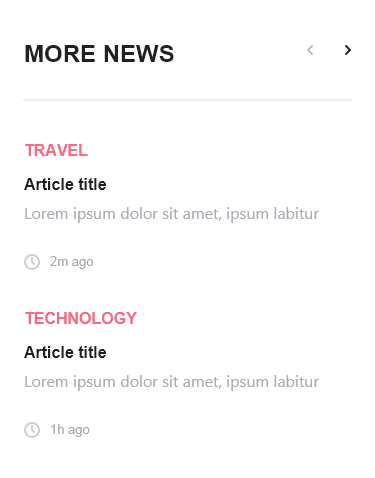 MORE NEWS
TRAVEL
Article title
Lorem ipsum dolor sit amet, ipsum labitur
2m ago
TECHNOLOGY
Article title
Lorem ipsum dolor sit amet, ipsum labitur
1h ago